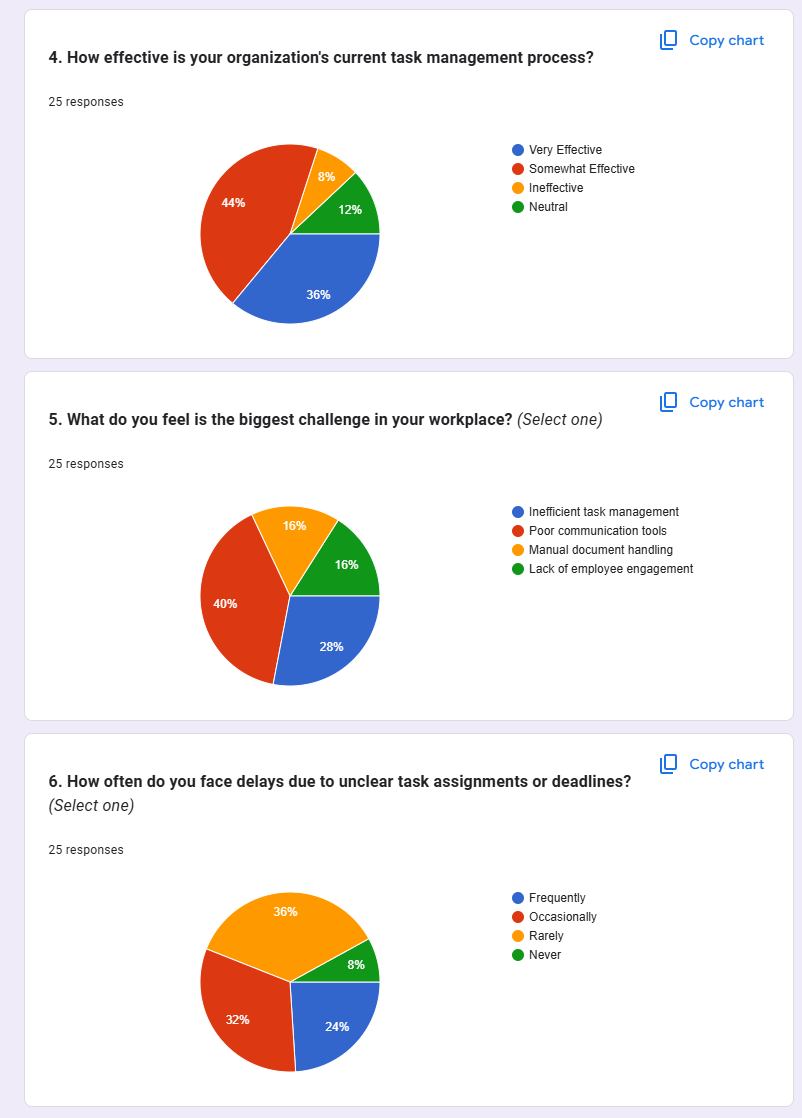 Copy chart
4. How effective is your organization's current task management process?
25 responses
Very Effective
Somewhat Effective
Ineffective
Neutral
8%
44%
12%
36%
Copy chart
5. What do you feel is the biggest challenge in your workplace? (Select one)
25 responses
Inefficient task management
Poor communication tools
Manual document handling
Lack of employee engagement
16%
16%
40%
28%
Copy chart
6. How often do you face delays due to unclear task assignments or deadlines?
(Select one)
25 responses
Frequently
Occasionally
Rarely
Never
36%
8%
32%
24%